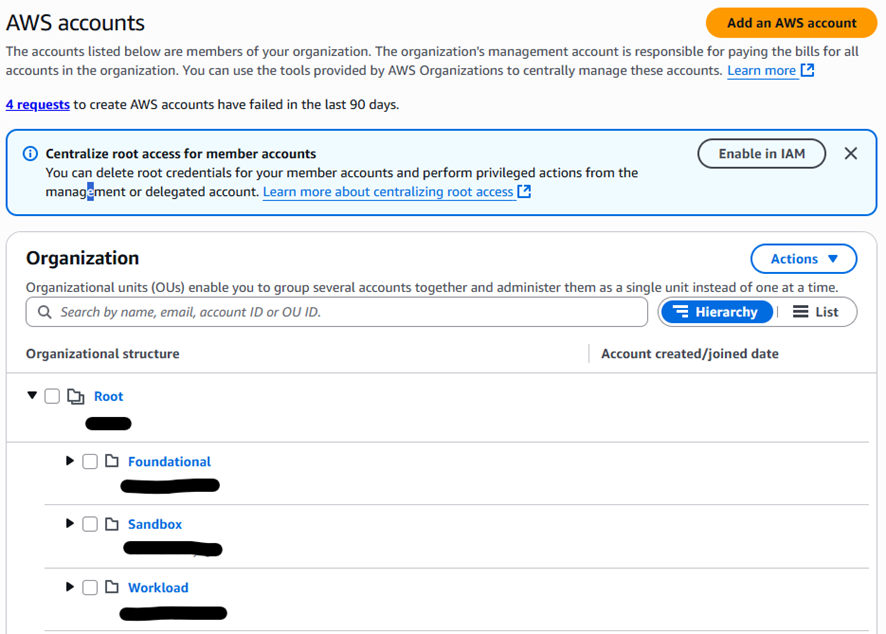 AWS accounts
Add an AWS account
The accounts listed below are members of your organization. The organization's management account is responsible for paying the bills for all
accounts in the organization. You can use the tools provided by AWS Organizations to centrally manage these accounts. Learn more
4 requests to create AWS accounts have failed in the last 90 days.
Centralize root access for member accounts
You can delete root credentials for your member accounts and perform privileged actions from the
management or delegated account. Learn more about centralizing root access
Enable in IAM
Organization
Actions
Organizational units (OUs) enable you to group several accounts together and administer them as a single unit instead of one at a time.
Search by name, email, account ID or OU ID.
Hierarchy
List
Organizational structure
Account created/joined date
Root
Foundational
Sandbox
Workload